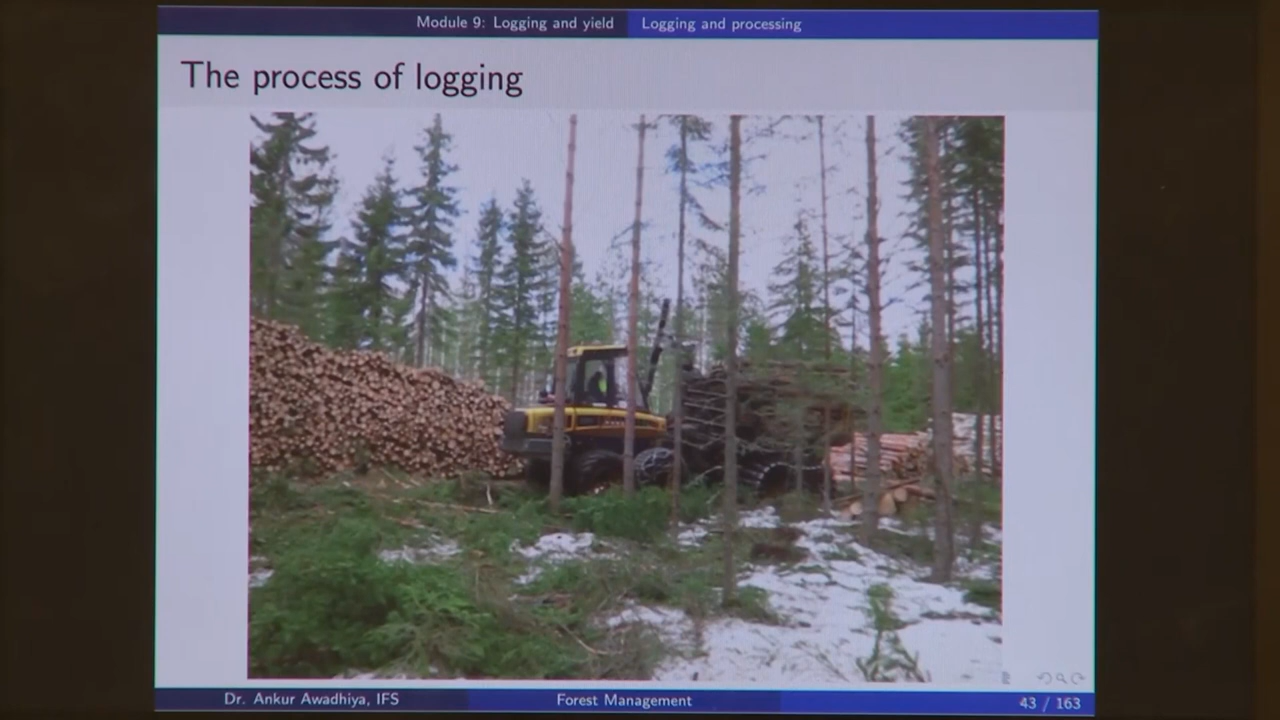 Module 9: Logging and yield Logging and processing
The process of logging
Dr. Ankur Awadhiya, IFS Forest Management 43 / 163